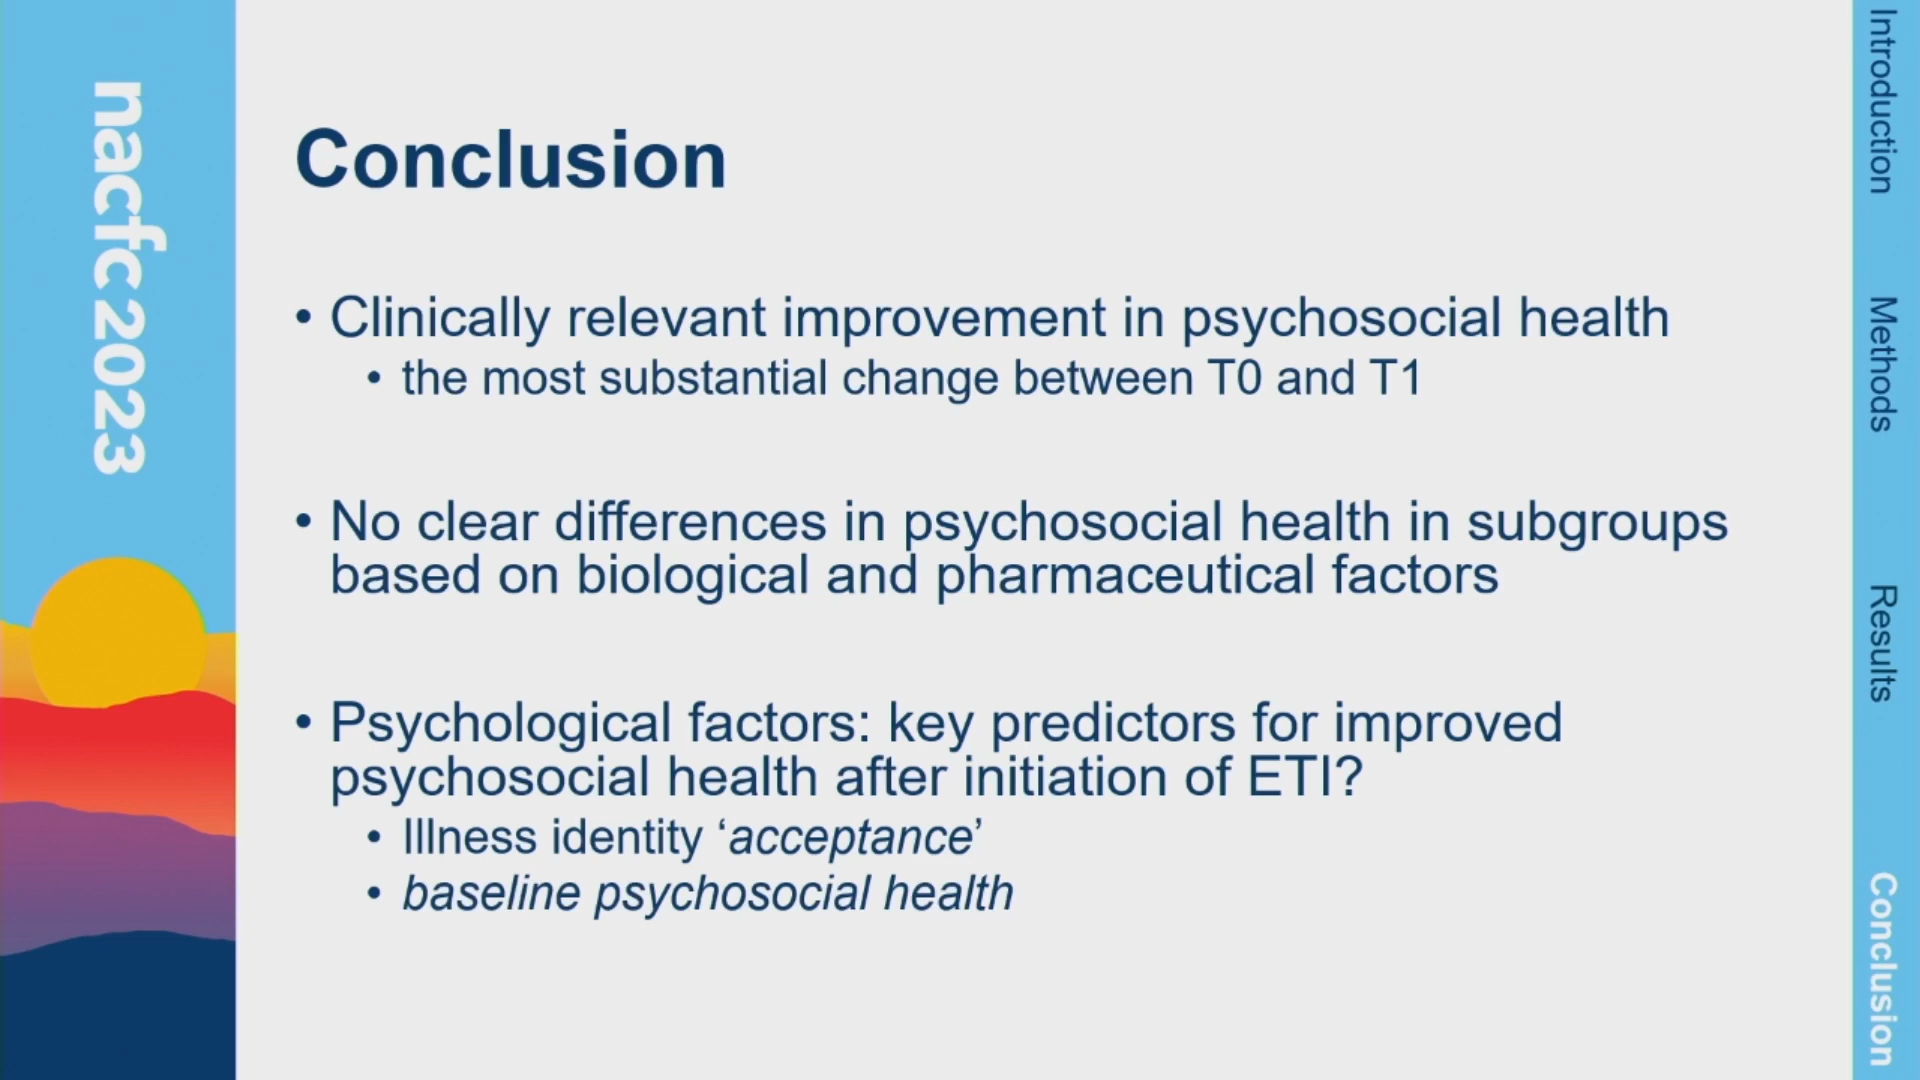 nacfc2023
Conclusion
• Clinically relevant improvement in psychosocial health
• the most substantial change between T0 and T1
• No clear differences in psychosocial health in subgroups
based on biological and pharmaceutical factors
• Psychological factors: key predictors for improved
psychosocial health after initiation of ETI?
• Illness identity ‘acceptance’
• baseline psychosocial health
Introduction
Methods
Results
Conclusion